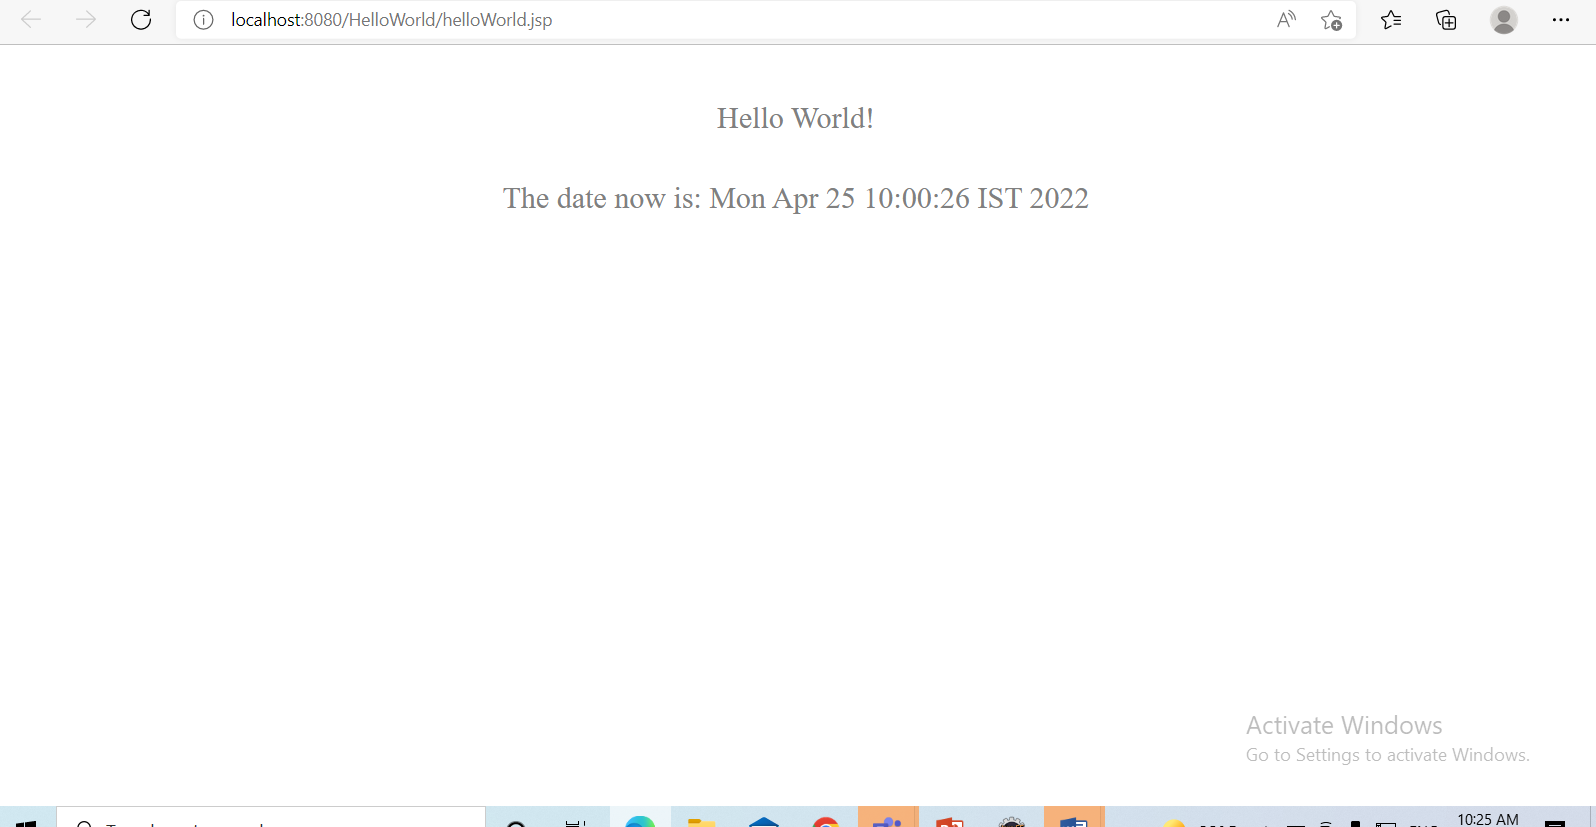 localhost:8080/HelloWorld/helloWorld.jsp
Hello World!
The date now is: Mon Apr 25 10:00:26 IST 2022
Activate Windows
Go to Settings to activate Windows.
10:25 AM